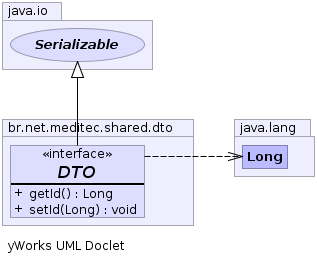 java.io
Serializable
br.net.meditec.shared.dto
java.lang
«interface»
DTO
Long
+ getId() : Long
+ setId(Long) : void
yWorks UML Doclet